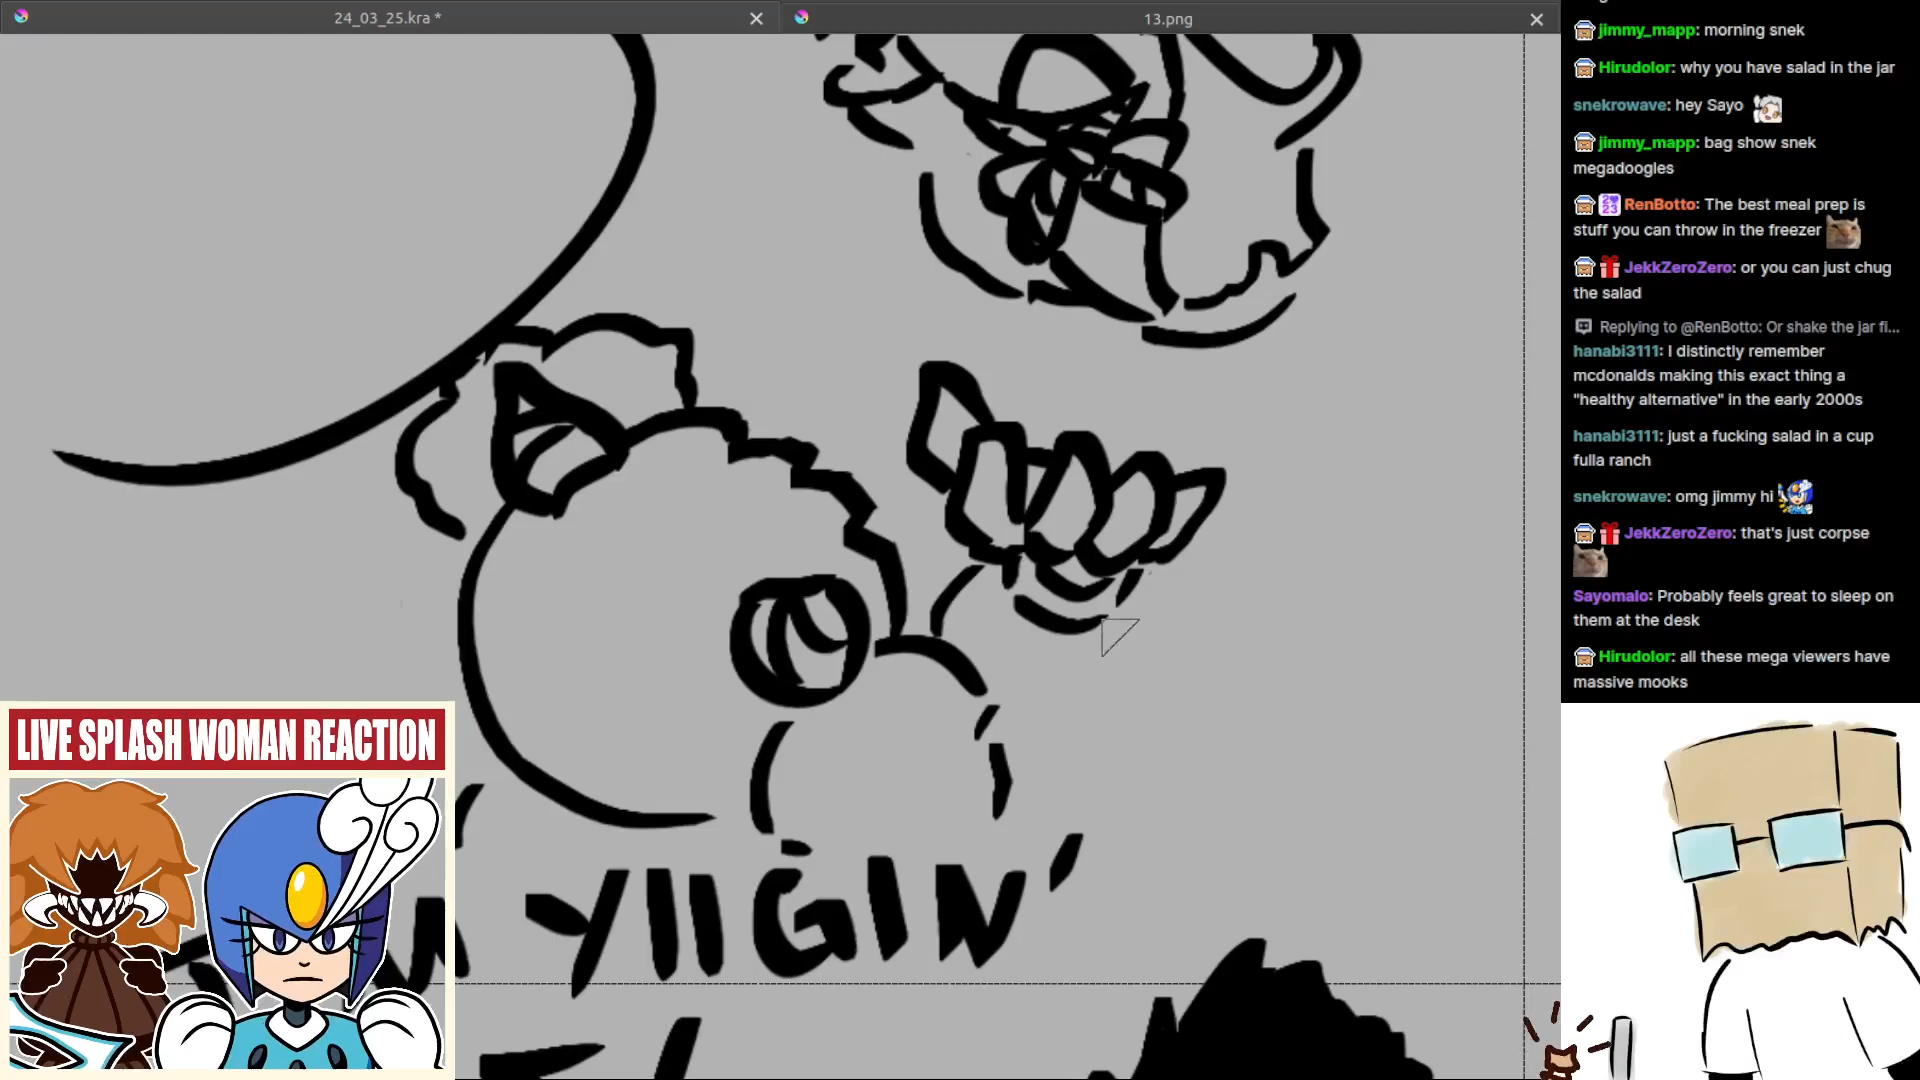 24_03_25.kra *
13.png
jimmy_mapp: morning snek
Hirudolor: why you have salad in the jar
snekrowave: hey Sayo
jimmy_mapp: bag show snek
megadoogles
RenBotto: The best meal prep is
stuff you can throw in the freezer
JekkZeroZero: or you can just chug
the salad
Replying to @RenBotto: Or shake the jar fi...
hanabi3111: I distinctly remember
mcdonalds making this exact thing a
"healthy alternative" in the early 2000s
hanabi3111: just a fucking salad in a cup
fulla ranch
snekrowave: omg jimmy hi
JekkZeroZero: that's just corpse
Sayomalo: Probably feels great to sleep on
them at the desk
Hirudolor: all these mega viewers have
massive mooks
LIVE SPLASH WOMAN REACTION
YIIGIN'